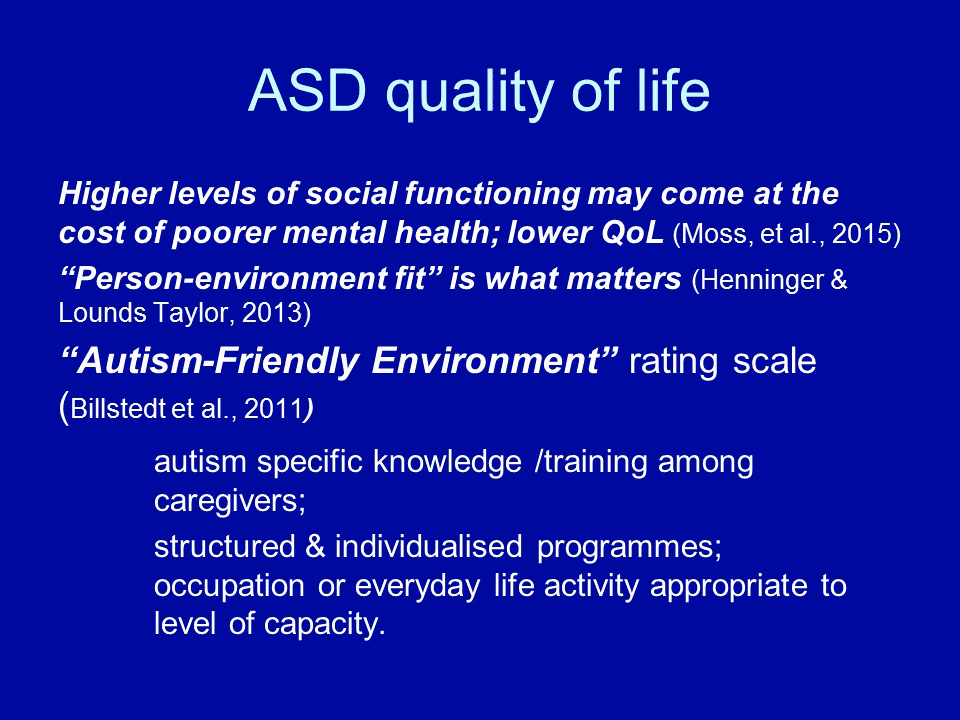 ASD quality of life
Higher levels of social functioning may come at the
cost of poorer mental health; lower QoL (Moss, et al., 2015)
“Person-environment fit” is what matters (Henninger &
Lounds Taylor, 2013)
“Autism-Friendly Environment” rating scale
(Billstedt et al., 2011)
autism specific knowledge /training among
caregivers;
structured & individualised programmes;
occupation or everyday life activity appropriate to
level of capacity.